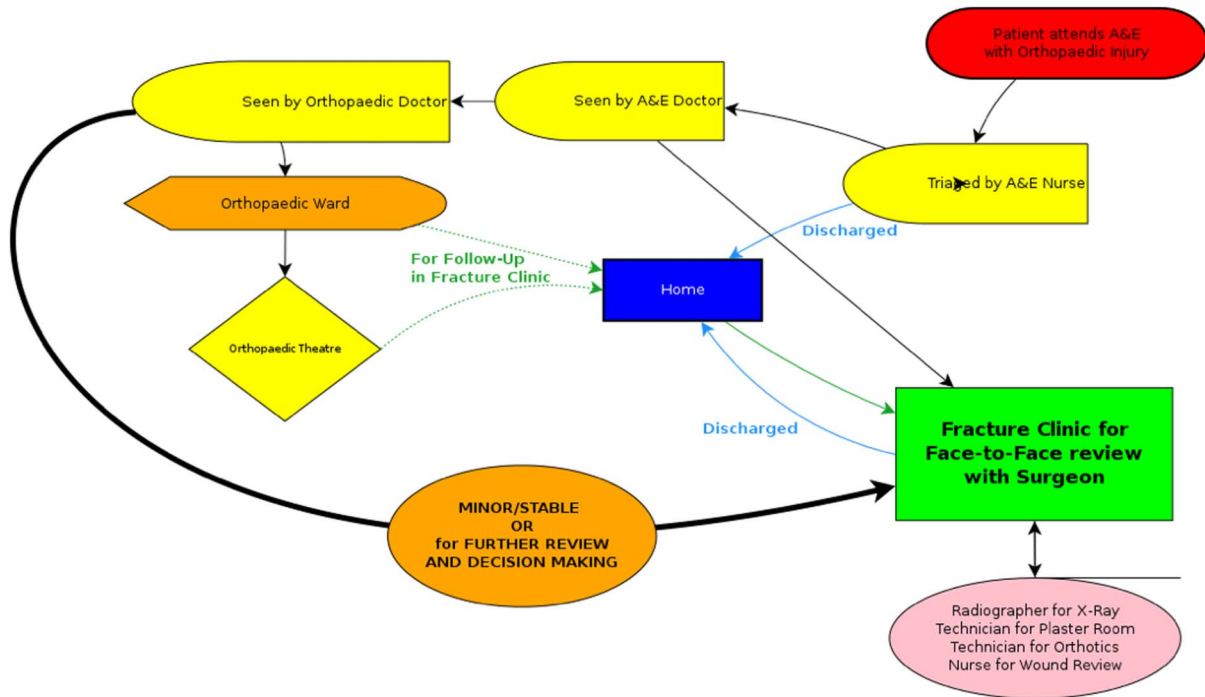 Patient attends A&E
with Orthopaedic Injury
Seen by Orthopaedic Doctor
Seen by A&E Doctor
Triaged by A&E Nurse
Orthopaedic Ward
Discharged
For Follow-Up
in Fracture Clinic
Home
Orthopaedic Theatre
Discharged
Fracture Clinic for
Face-to-Face review
with Surgeon
MINOR/STABLE
OR
for FURTHER REVIEW
AND DECISION MAKING
Radiographer for X-Ray
Technician for Plaster Room
Technician for Orthotics
Nurse for Wound Review